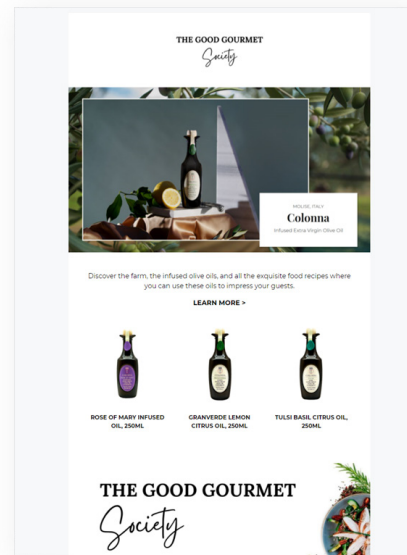 THE GOOD GOURMET
Society
MOLISE, ITALY
Colonna
Infused Extra Virgin Olive Oil
Discover the farm, the infused olive oils, and all the exquisite food recipes where
you can use these oils to impress your guests.
LEARN MORE >
ROSE OF MARY INFUSED
OIL, 250ML
GRANVERDE LEMON
CITRUS OIL, 250ML
TULSI BASIL CITRUS OIL,
250ML
THE GOOD GOURMET
Society